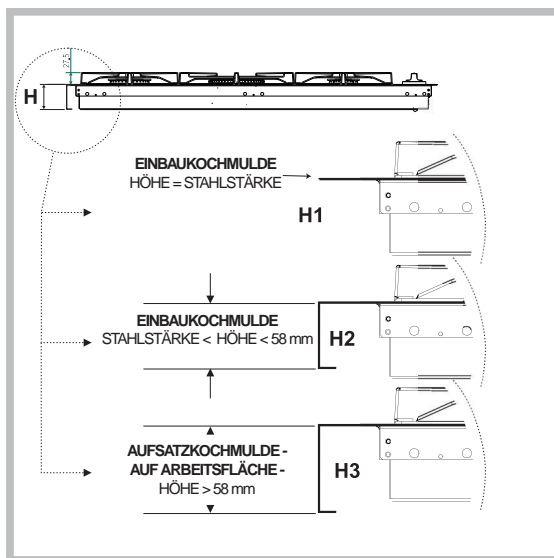 27,5
H
EINBAUKOCHMULDE
HÖHE = STAHLSTÄRKE
H1
EINBAUKOCHMULDE
STAHLSTÄRKE < HÖHE < 58 mm
H2
AUFSATZKOCHMULDE -
AUF ARBEITSFLÄCHE -
HÖHE > 58 mm
H3